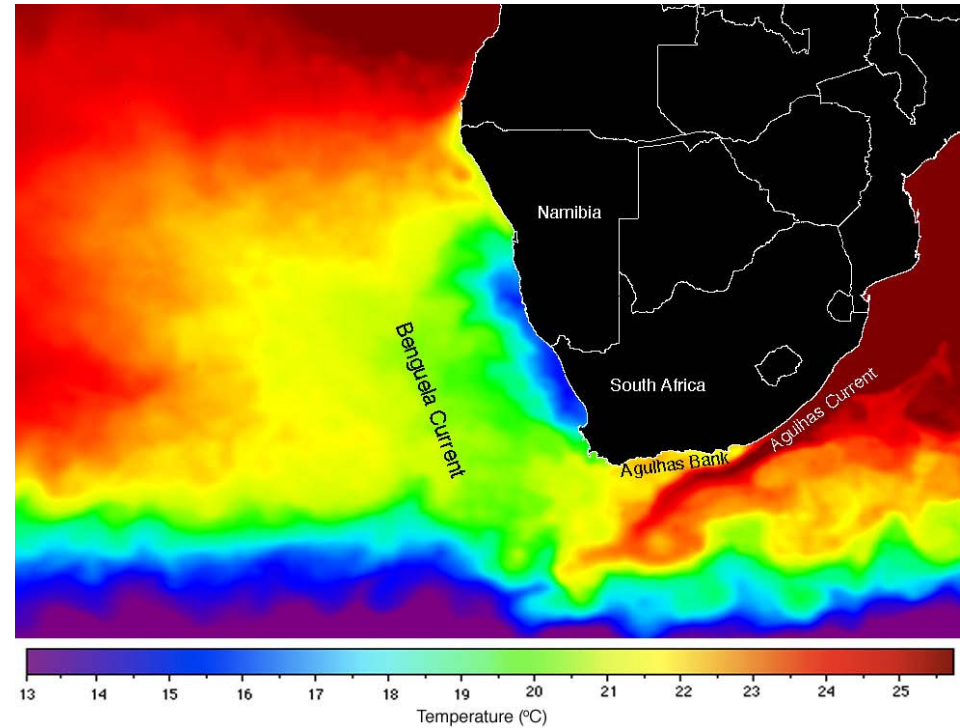 Namibia
Benguela Current
South Africa
Agulhas Current
Agulhas Bank
13 14 15 16 17 18 19 20 21 22 23 24 25
Temperature (ºC)